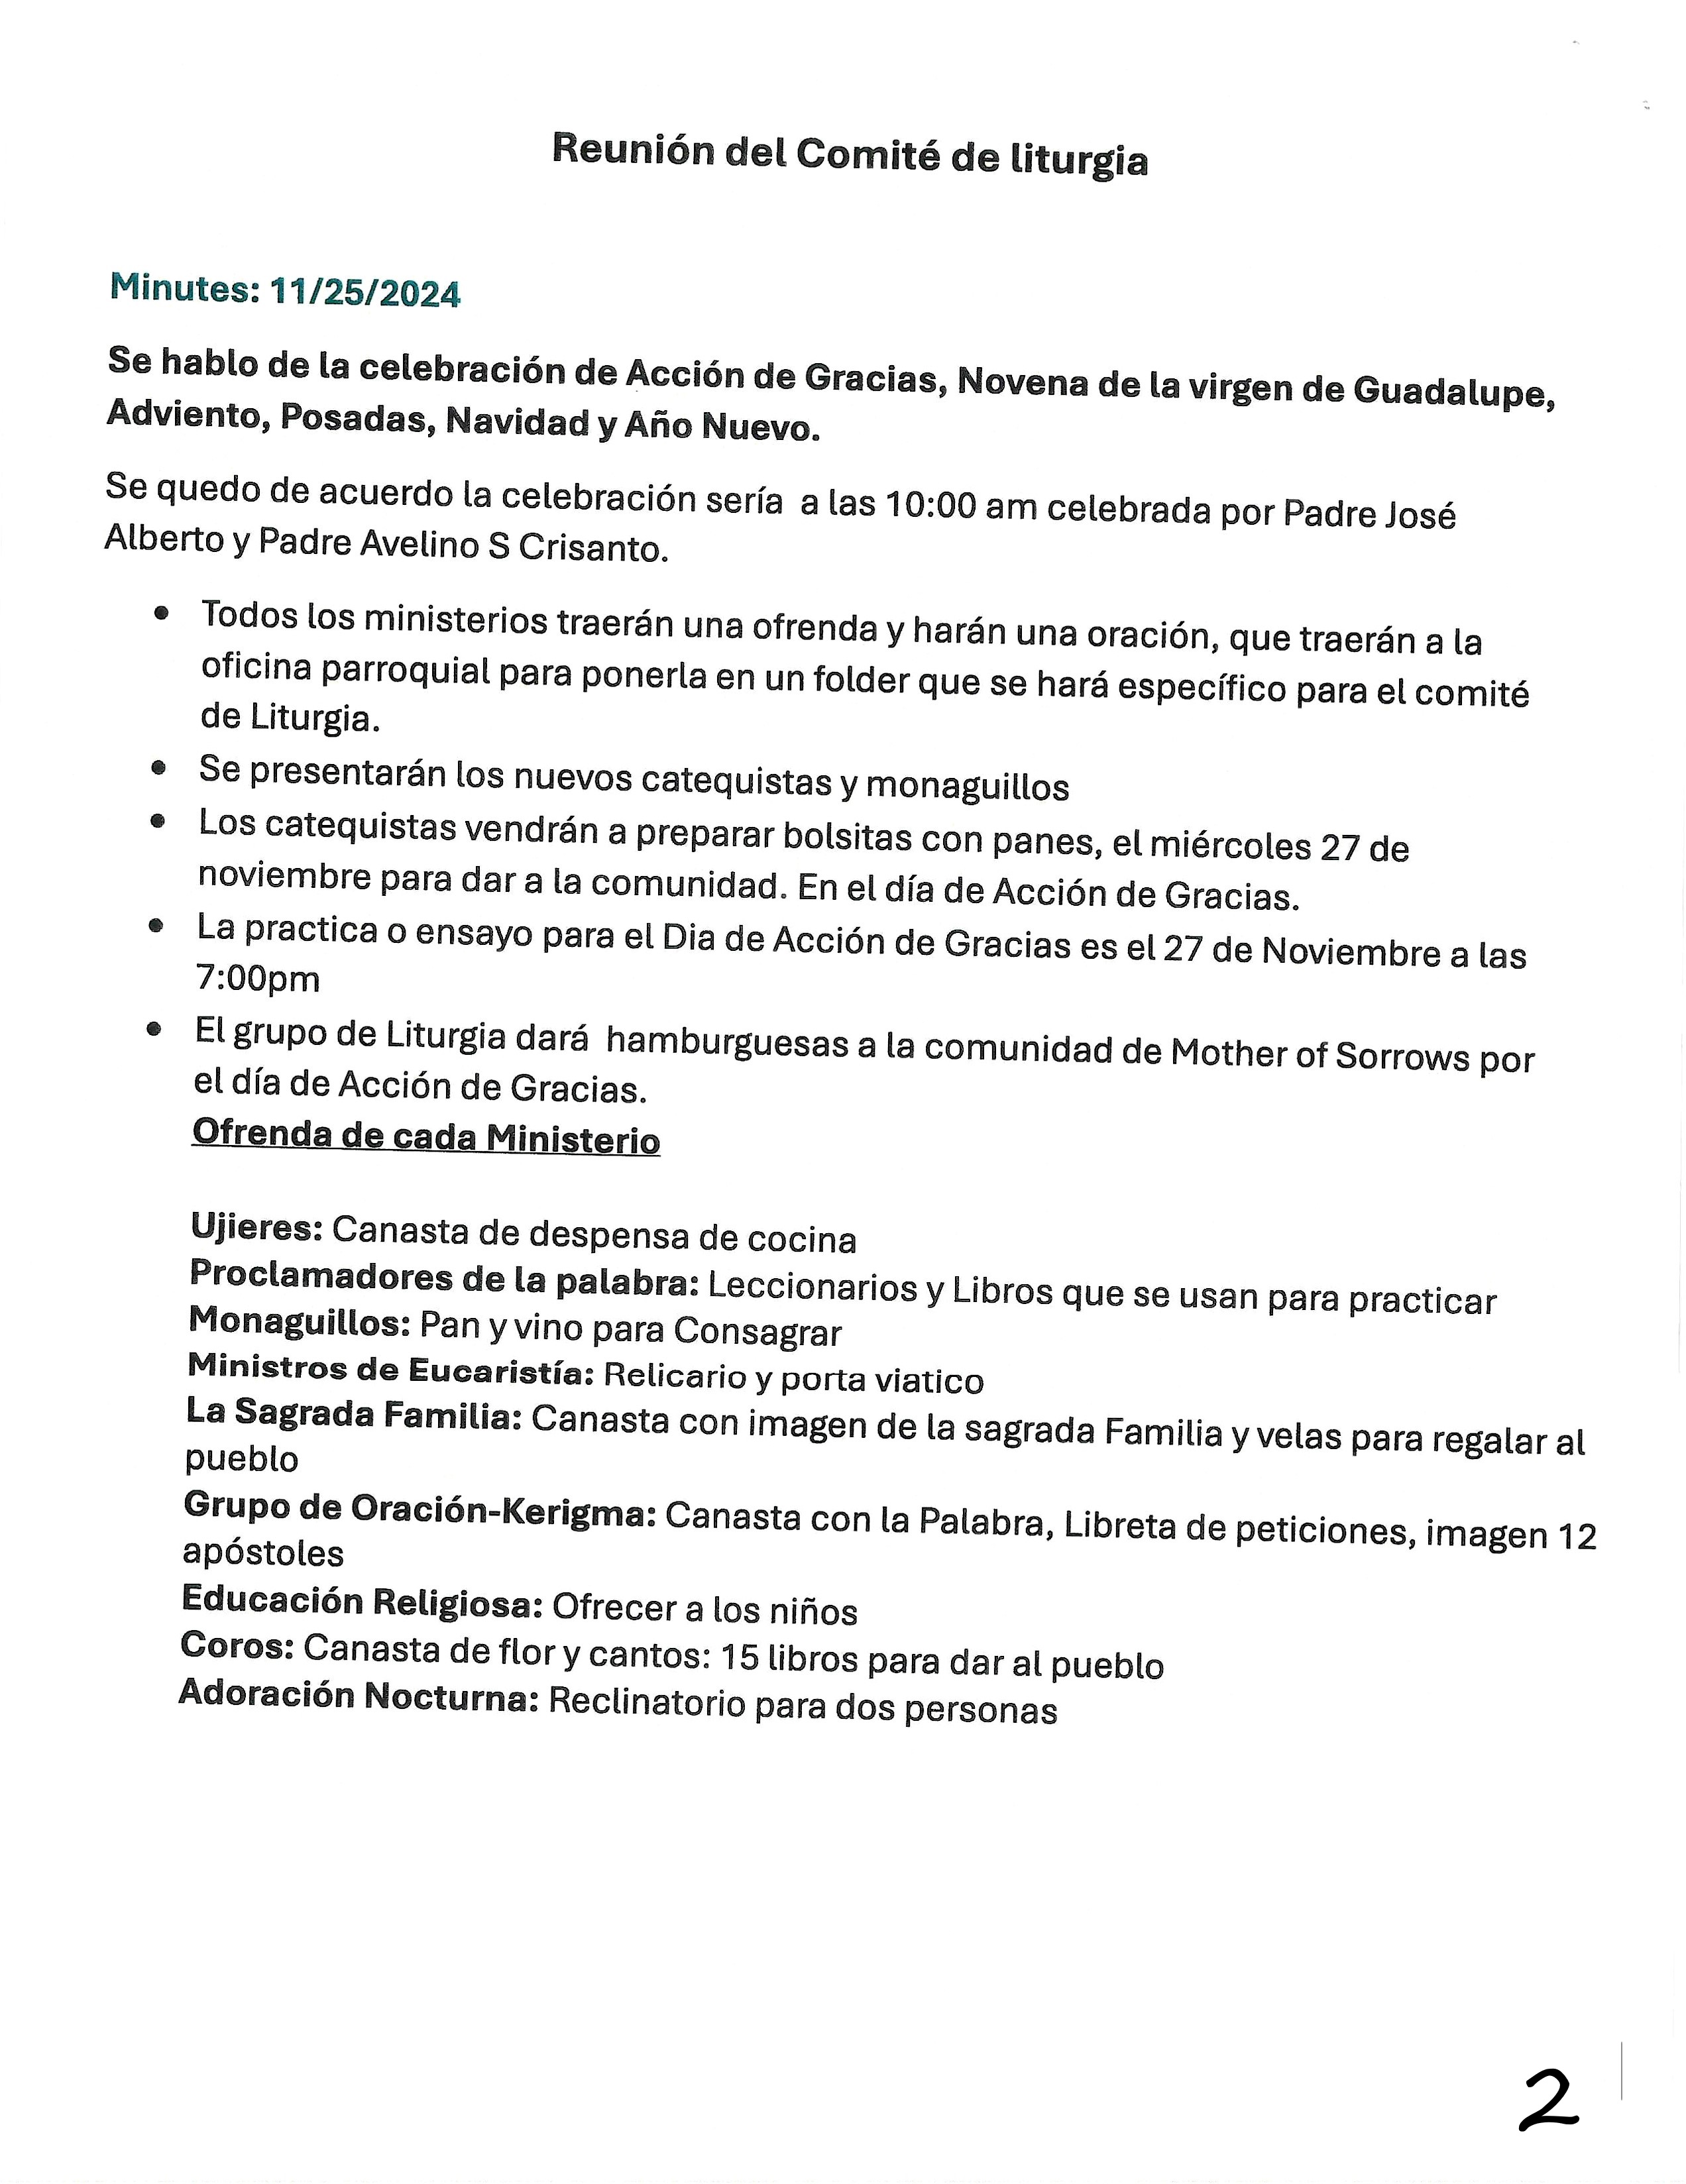 Reunión del Comité de liturgia
Minutes: 11/25/2024
Se hablo de la celebración de Acción de Gracias, Novena de la virgen de Guadalupe,
Adviento, Posadas, Navidad y Año Nuevo.
Se quedo de acuerdo la celebración sería a las 10:00 am celebrada por Padre José
Alberto y Padre Avelino S Crisanto.
• Todos los ministerios traerán una ofrenda y harán una oración, que traerán a la
oficina parroquial para ponerla en un folder que se hará específico para el comité
de Liturgia.
• Se presentarán los nuevos catequistas y monaguillos
• Los catequistas vendrán a preparar bolsitas con panes, el miércoles 27 de
noviembre para dar a la comunidad. En el día de Acción de Gracias.
• La practica o ensayo para el Dia de Acción de Gracias es el 27 de Noviembre a las
7:00pm
• El grupo de Liturgia dará hamburguesas a la comunidad de Mother of Sorrows por
el día de Acción de Gracias.
Ofrenda de cada Ministerio
Ujieres: Canasta de despensa de cocina
Proclamadores de la palabra: Leccionarios y Libros que se usan para practicar
Monaguillos: Pan y vino para Consagrar
Ministros de Eucaristía: Relicario y porta viatico
La Sagrada Familia: Canasta con imagen de la sagrada Familia y velas para regalar al
pueblo
Grupo de Oración-Kerigma: Canasta con la Palabra, Libreta de peticiones, imagen 12
apóstoles
Educación Religiosa: Ofrecer a los niños
Coros: Canasta de flor y cantos: 15 libros para dar al pueblo
Adoración Nocturna: Reclinatorio para dos personas
2